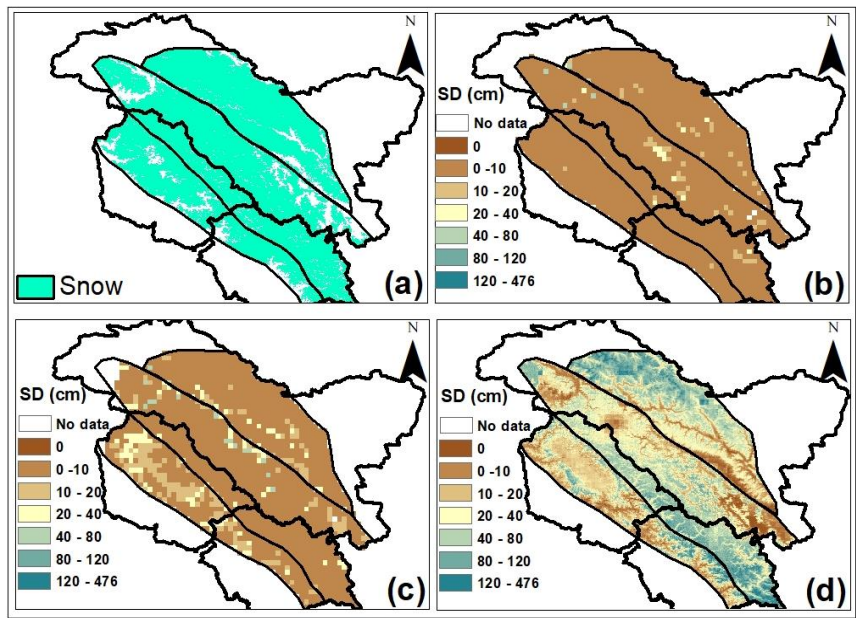 N
Snow
(a)
N
SD (cm)
No data
0
0 -10
10 - 20
20 - 40
40 - 80
80 - 120
120 - 476
(b)
N
SD (cm)
No data
0
0 -10
10 - 20
20 - 40
40 - 80
80 - 120
120 - 476
(c)
N
SD (cm)
No data
0
0 -10
10 - 20
20 - 40
40 - 80
80 - 120
120 - 476
(d)